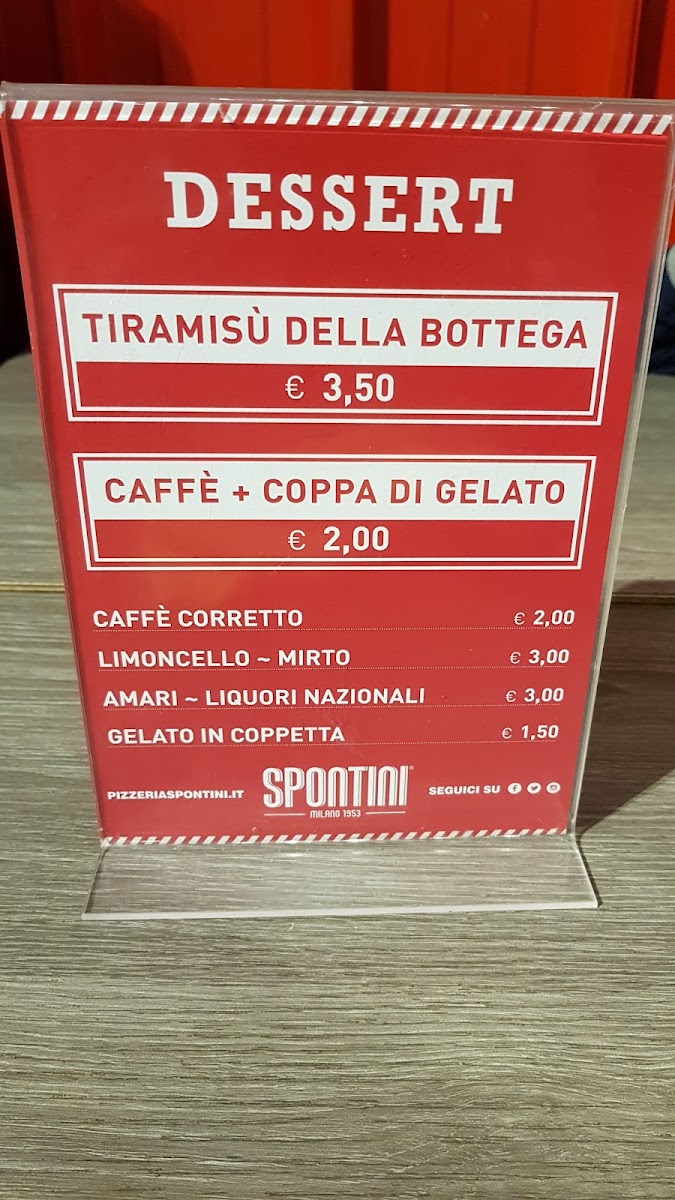 DESSERT
TIRAMISÙ DELLA BOTTEGA
€ 3,50
CAFFÈ + COPPA DI GELATO
€ 2,00
CAFFÈ CORRETTO € 2,00
LIMONCELLO ~ MIRTO € 3,00
AMARI ~ LIQUORI NAZIONALI € 3,00
GELATO IN COPPETTA € 1,50
PIZZERIASPONTINI.IT SPONTINI® SEGUICI SU
MILANO 1953